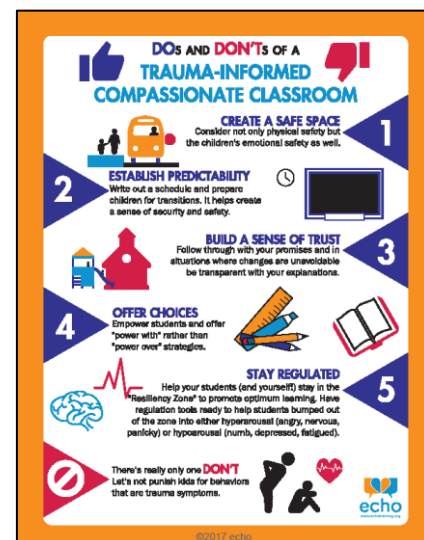 DOs AND DON'Ts OF A
TRAUMA-INFORMED
COMPASSIONATE CLASSROOM
CREATE A SAFE SPACE
Consider not only physical safety but
the children's emotional safety as well.
1
ESTABLISH PREDICTABILITY
Write out a schedule and prepare
children for transitions. It helps create
a sense of security and safety.
2
BUILD A SENSE OF TRUST
Follow through with your promises and in
situations where changes are unavoidable
be transparent with your explanations.
3
OFFER CHOICES
Empower students and offer
"power with" rather than
"power over" strategies.
4
STAY REGULATED
Help your students (and yourself!) stay in the
"Resiliency Zone" to promote optimum learning. Have
regulation tools ready to help students bumped out
of the zone into either hyperarousal (angry, nervous,
panicky) or hypoarousal (numb, depressed, fatigued).
5
There's really only one DON'T
Let's not punish kids for behaviors
that are trauma symptoms.
echo
www.echotraining.org
©2017 echo